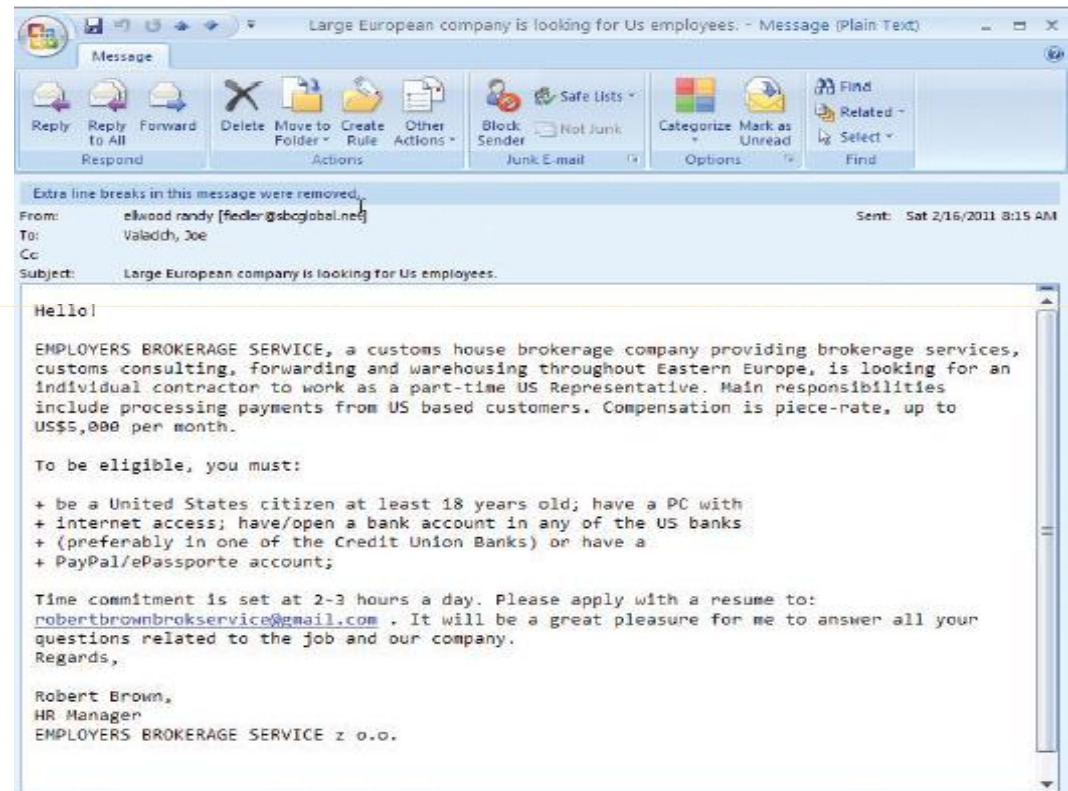 Large European company is looking for Us employees. - Message (Plain Text)
Message
Reply
Reply to All
Forward
Delete
Move to Folder
Create Rule
Other Actions
Block Sender
Safe Lists
Not Junk
Categorize
Mark as Unread
Find
Related
Select
Respond
Actions
Junk E-mail
Options
Find
Extra line breaks in this message were removed.
From: ellwood randy [fiedler@sbcglobal.net]
Sent: Sat 2/16/2011 8:15 AM
To: Valacich, Joe
Cc
Subject: Large European company is looking for Us employees.
Hello!
EMPLOYERS BROKERAGE SERVICE, a customs house brokerage company providing brokerage services,
customs consulting, forwarding and warehousing throughout Eastern Europe, is looking for an
individual contractor to work as a part-time US Representative. Main responsibilities
include processing payments from US based customers. Compensation is piece-rate, up to
US$5,000 per month.
To be eligible, you must:
+ be a United States citizen at least 18 years old; have a PC with
+ internet access; have/open a bank account in any of the US banks
+ (preferably in one of the Credit Union Banks) or have a
+ PayPal/ePassporte account;
Time commitment is set at 2-3 hours a day. Please apply with a resume to:
robertbrownbrokservice@gmail.com . It will be a great pleasure for me to answer all your
questions related to the job and our company.
Regards,
Robert Brown,
HR Manager
EMPLOYERS BROKERAGE SERVICE z o.o.